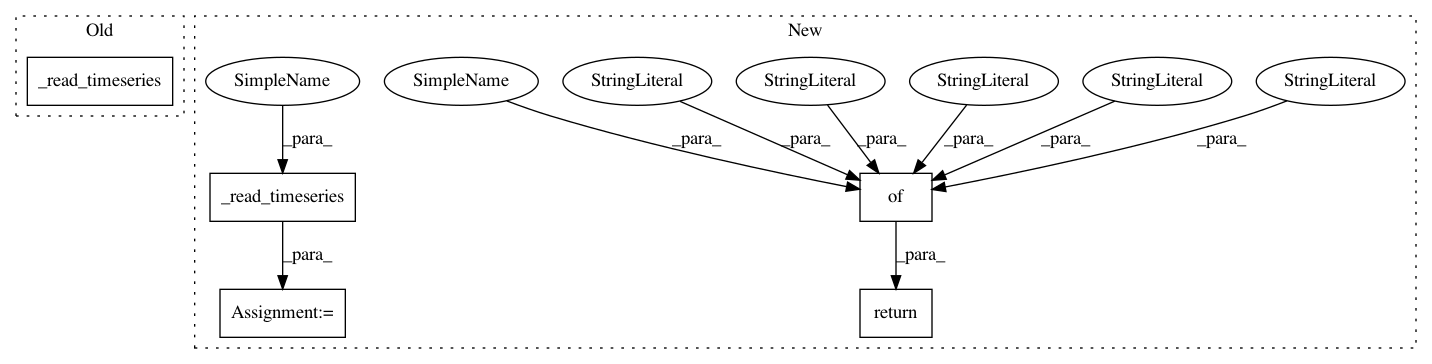 Old
New
_read_timeseries
SimpleName
SimpleName
StringLiteral
StringLiteral
StringLiteral
StringLiteral
StringLiteral
_para_
_para_
_para_
_para_
_para_
_para_
_para_
_read_timeseries
of
_para_
_para_
Assignment:=
return